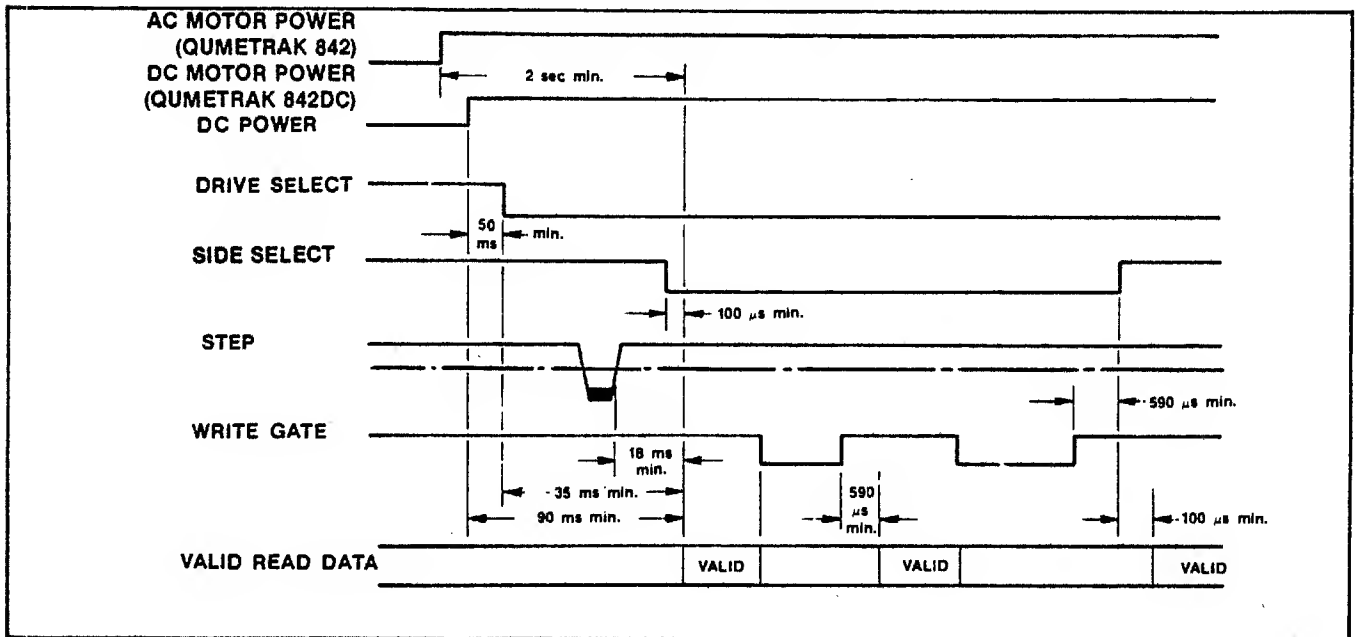 AC MOTOR POWER
(QUMETRAK 842)
DC MOTOR POWER
(QUMETRAK 842DC)
DC POWER
2 sec min.
DRIVE SELECT
50
ms
min.
SIDE SELECT
100 µs min.
STEP
590 µs min.
WRITE GATE
18 ms
min.
35 ms min.
590
µs
min.
90 ms min.
100 µs min.
VALID READ DATA
VALID
VALID
VALID